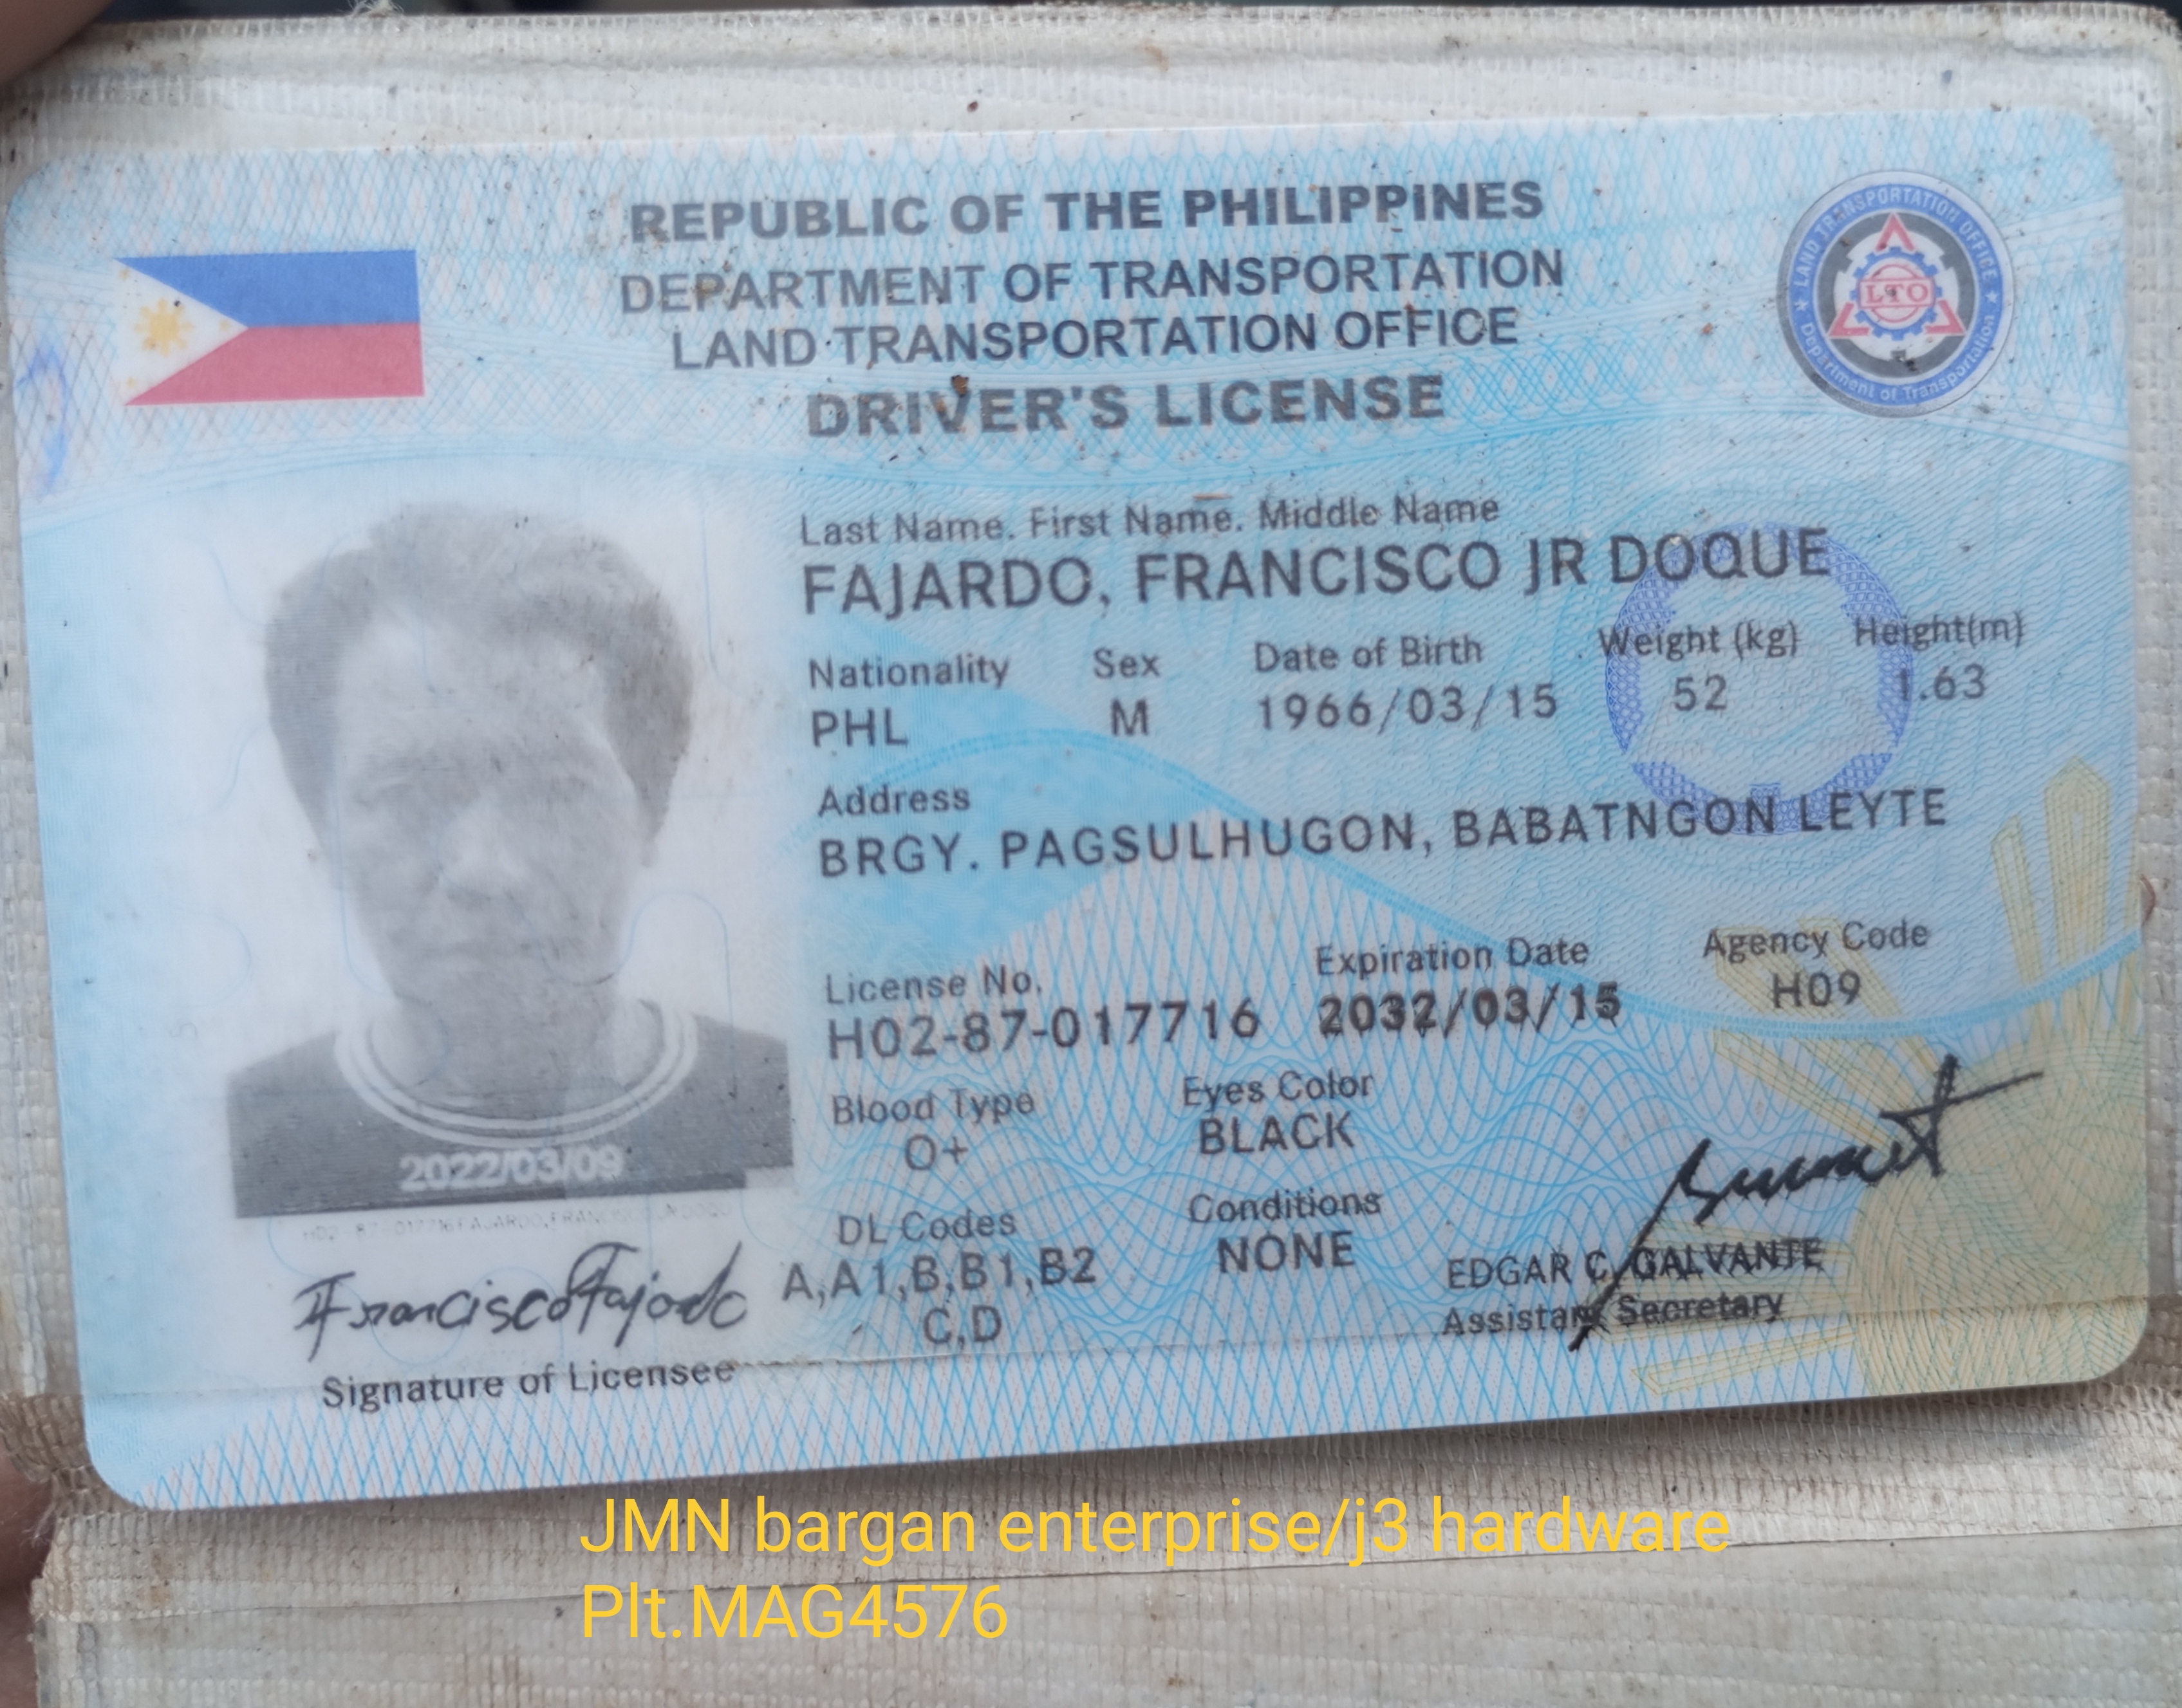 REPUBLIC OF THE PHILIPPINES
DEPARTMENT OF TRANSPORTATION
LAND TRANSPORTATION OFFICE
DRIVER'S LICENSE
LAND TRANSPORTATION OFFICE
LTO
Department of Transportation
Last Name. First Name. Middle Name
FAJARDO, FRANCISCO JR DOQUE
Nationality Sex Date of Birth Weight (kg) Height(m)
PHL M 1966/03/15 52 1.63
Address
BRGY. PAGSULHUGON, BABATNGON LEYTE
License No. Expiration Date Agency Code
H02-87-017716 2032/03/15 H09
Blood Type Eyes Color
O+ BLACK
2022/03/09
DL Codes Conditions
A,A1,B,B1,B2 NONE
C,D
EDGAR C. GALVANTE
Assistant Secretary
Francisco Fajardo
Signature of Licensee
JMN bargan enterprise/j3 hardware
Plt.MAG4576